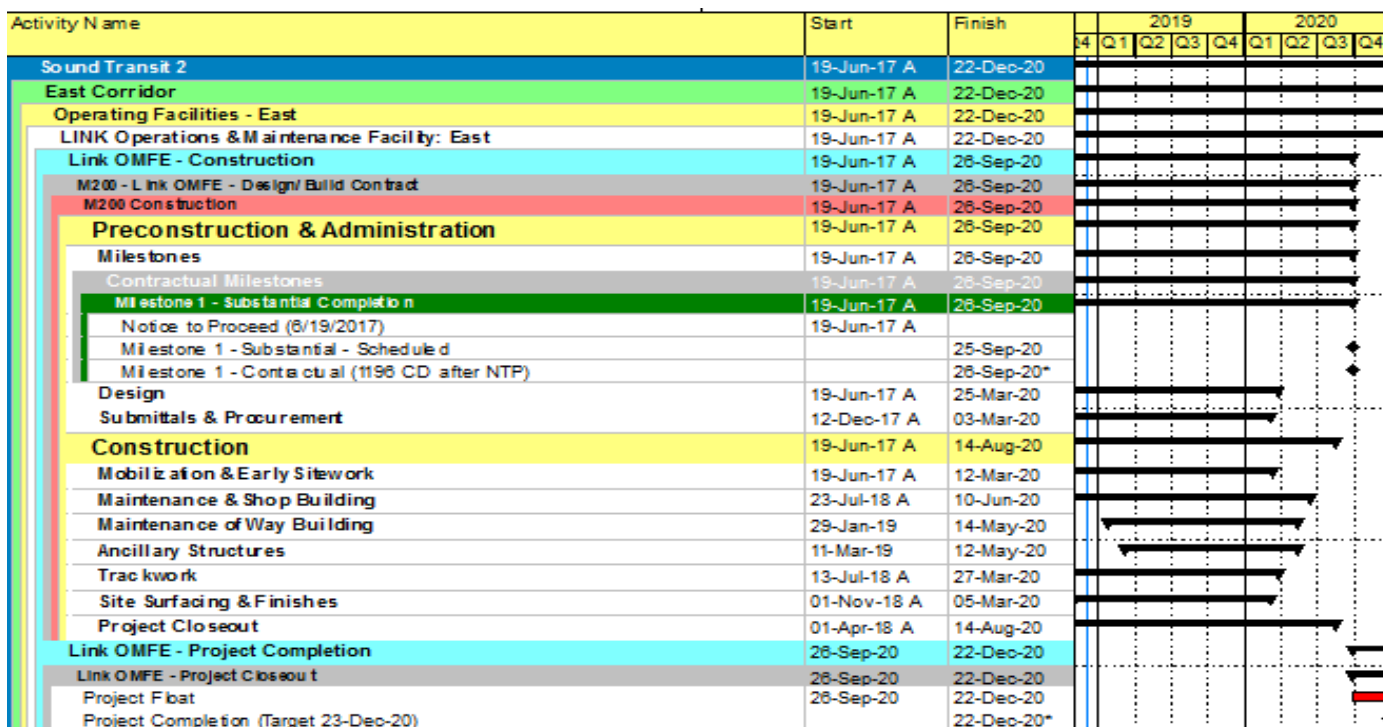 Activity Name Start Finish 2019 2020
Q4 Q1 Q2 Q3 Q4 Q1 Q2 Q3 Q4
Sound Transit 2 19-Jun-17 A 22-Dec-20
East Corridor 19-Jun-17 A 22-Dec-20
Operating Facilities - East 19-Jun-17 A 22-Dec-20
LINK Operations & Maintenance Facility: East 19-Jun-17 A 22-Dec-20
Link OMFE - Construction 19-Jun-17 A 26-Sep-20
M200 - Link OMFE - Design/Build Contract 19-Jun-17 A 26-Sep-20
M200 Construction 19-Jun-17 A 26-Sep-20
Preconstruction & Administration 19-Jun-17 A 26-Sep-20
Milestones 19-Jun-17 A 26-Sep-20
Contractual Milestones 19-Jun-17 A 26-Sep-20
Milestone 1 - Substantial Completion 19-Jun-17 A 26-Sep-20
Notice to Proceed (6/19/2017) 19-Jun-17 A
Milestone 1 - Substantial - Scheduled 25-Sep-20
Milestone 1 - Contractual (1196 CD after NTP) 26-Sep-20*
Design 19-Jun-17 A 25-Mar-20
Submittals & Procurement 12-Dec-17 A 03-Mar-20
Construction 19-Jun-17 A 14-Aug-20
Mobilization & Early Sitework 19-Jun-17 A 12-Mar-20
Maintenance & Shop Building 23-Jul-18 A 10-Jun-20
Maintenance of Way Building 29-Jan-19 14-May-20
Ancillary Structures 11-Mar-19 12-May-20
Trackwork 13-Jul-18 A 27-Mar-20
Site Surfacing & Finishes 01-Nov-18 A 05-Mar-20
Project Closeout 01-Apr-18 A 14-Aug-20
Link OMFE - Project Completion 26-Sep-20 22-Dec-20
Link OMFE - Project Closeout 26-Sep-20 22-Dec-20
Project Float 26-Sep-20 22-Dec-20
Project Completion (Target 23-Dec-20) 22-Dec-20*